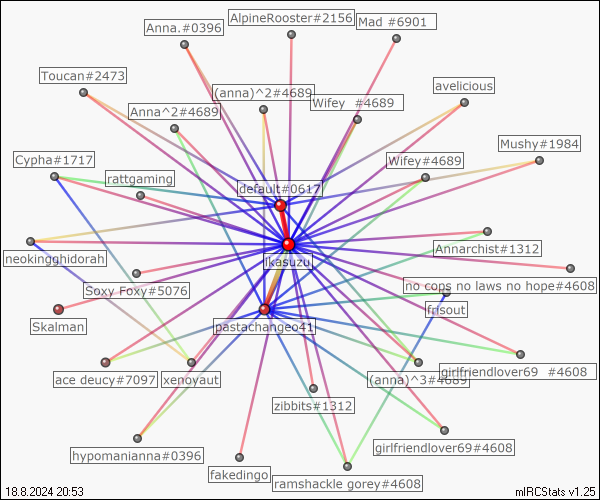 AlpineRooster#2156
Mad #6901
Anna.#0396
Toucan#2473
(anna)^2#4689
Wifey  #4689
avelicious
Anna^2#4689
Mushy#1984
Cypha#1717
Wifey#4689
rattgaming
default#0617
Annarchist#1312
neokingghidorah
ikasuzu
Soxy Foxy#5076
no cops no laws no hope#4608
frisout
Skalman
pastachangeo41
girlfriendlover69  #4608
ace deucy#7097
xenoyaut
(anna)^3#4689
zibbits#1312
girlfriendlover69#4608
hypomanianna#0396
fakedingo
ramshackle gorey#4608
18.8.2024 20:53
mIRCStats v1.25